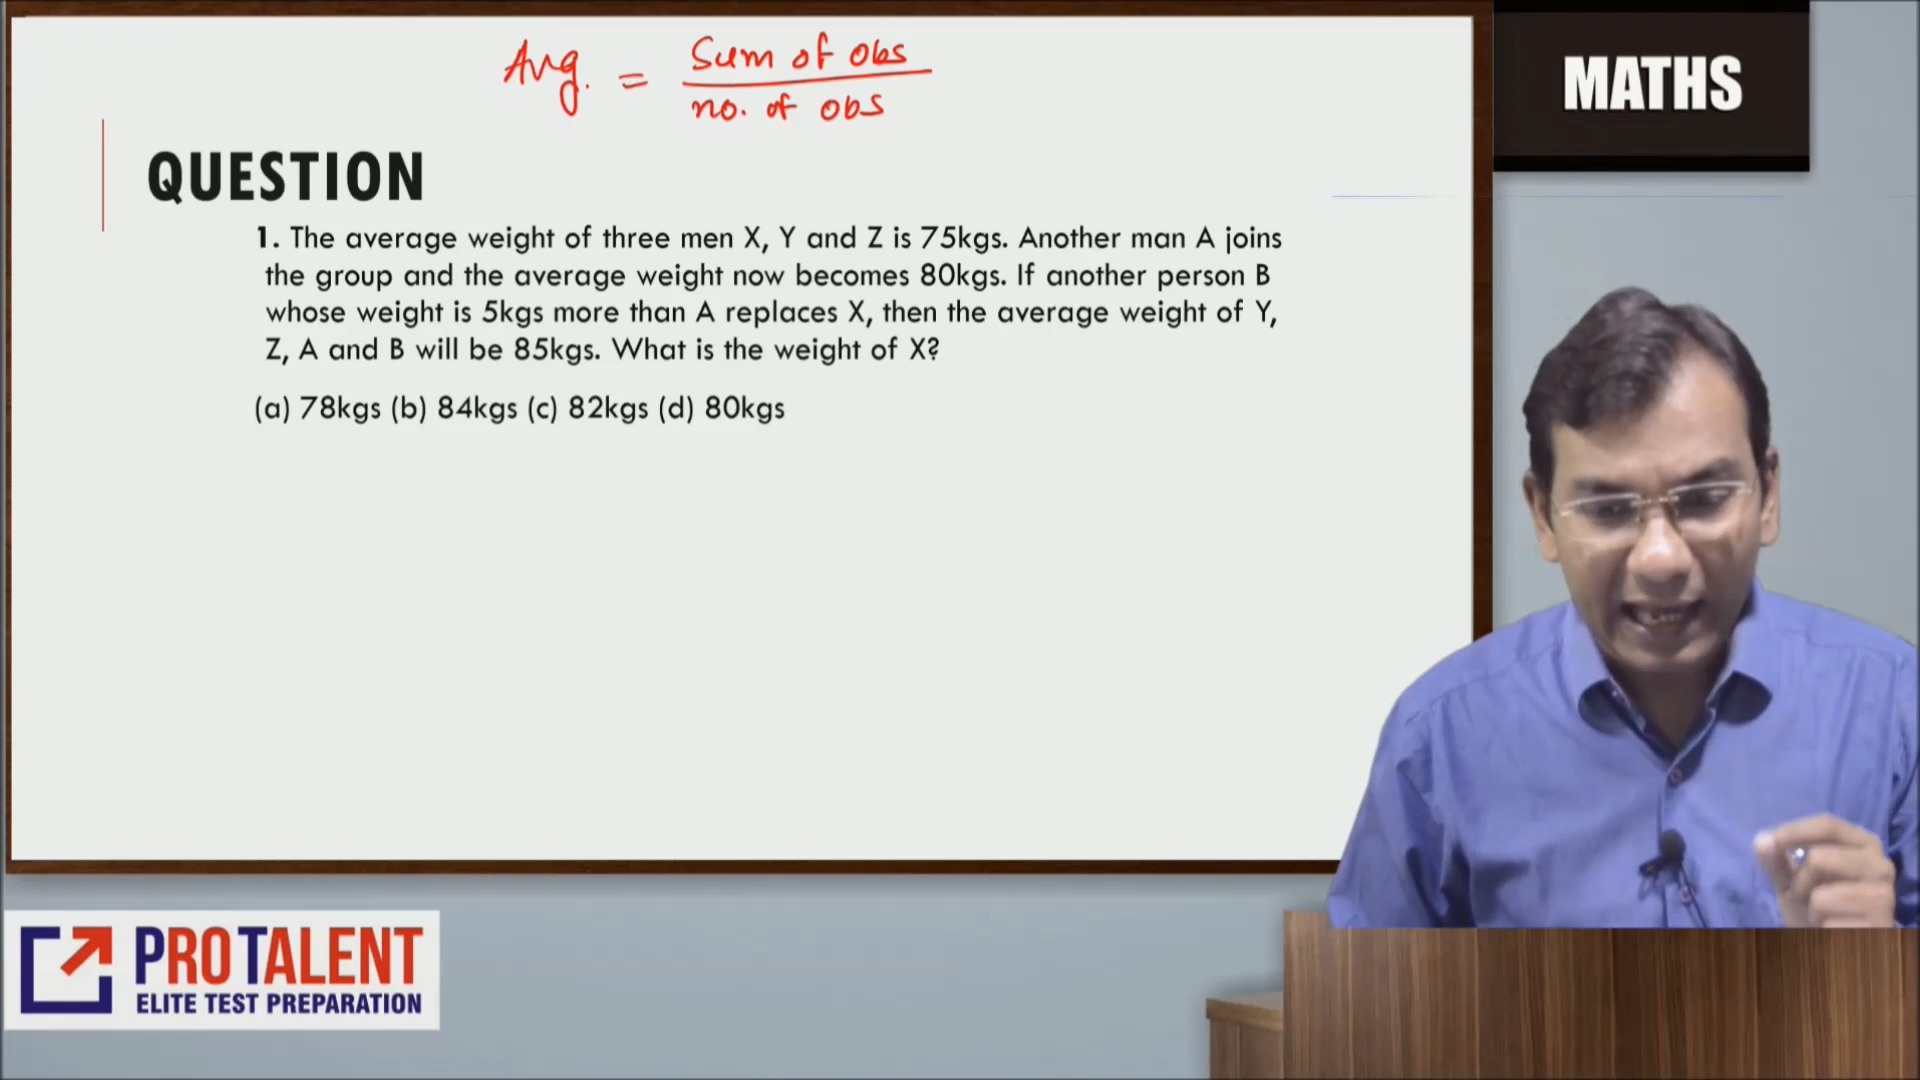 Avg. = Sum of obs
no. of obs
MATHS
QUESTION
1. The average weight of three men X, Y and Z is 75kgs. Another man A joins
the group and the average weight now becomes 80kgs. If another person B
whose weight is 5kgs more than A replaces X, then the average weight of Y,
Z, A and B will be 85kgs. What is the weight of X?
(a) 78kgs (b) 84kgs (c) 82kgs (d) 80kgs
PROTALENT
ELITE TEST PREPARATION